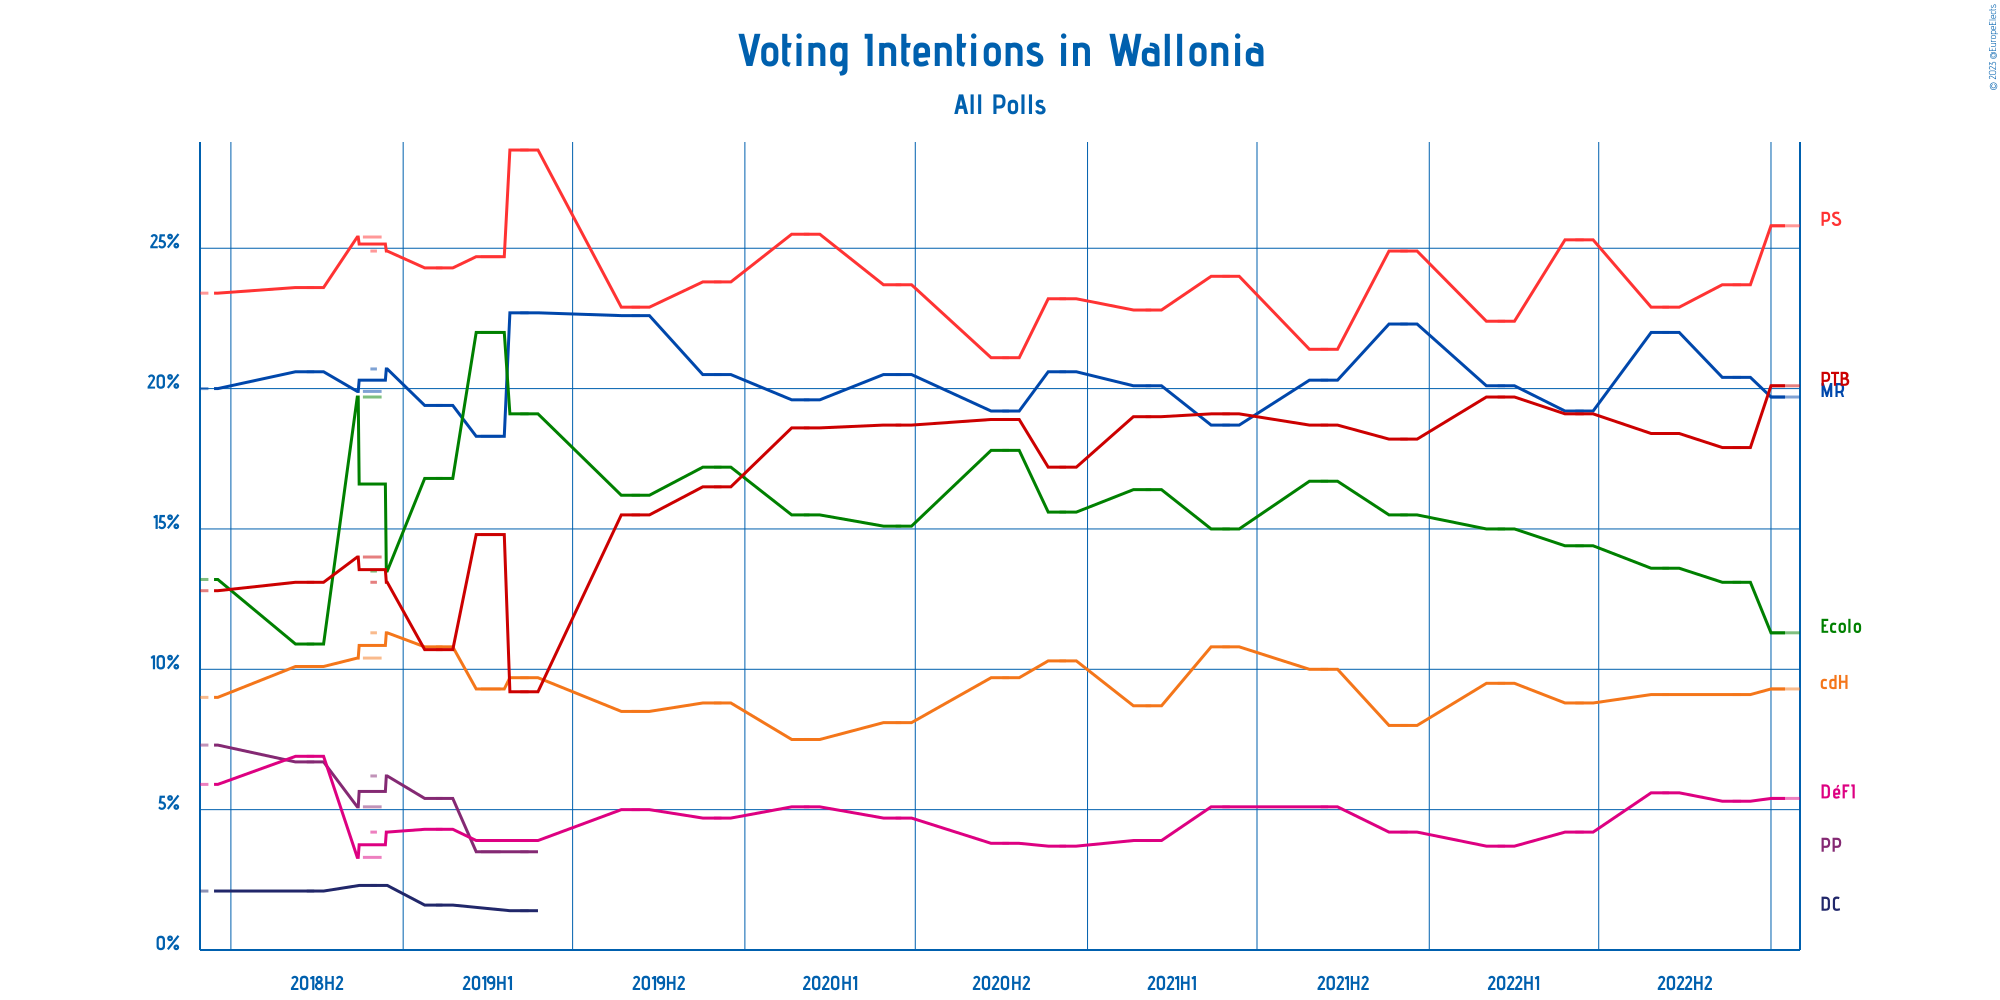 © 2023 @EuropeElects
Voting Intentions in Wallonia
All Polls
25%
20%
15%
10%
5%
0%
PS
PTB
MR
Ecolo
cdH
DéFI
PP
DC
2018H2
2019H1
2019H2
2020H1
2020H2
2021H1
2021H2
2022H1
2022H2